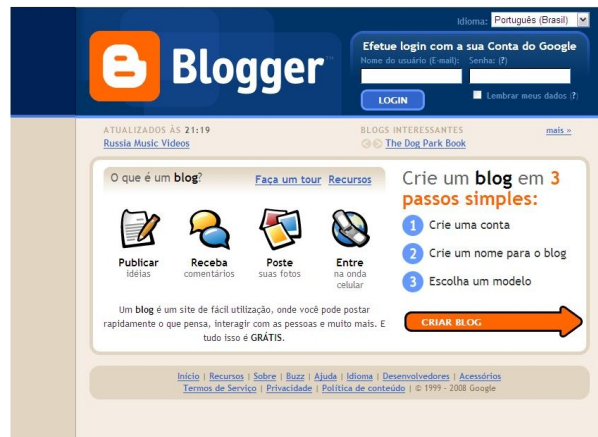 Idioma: Português (Brasil)
Blogger™
Efetue login com a sua Conta do Google
Nome do usuário (E-mail): Senha: (?)
LOGIN
Lembrar meus dados (?)
ATUALIZADOS ÀS 21:19
Russia Music Videos
BLOGS INTERESSANTES mais »
The Dog Park Book
O que é um blog? Faça um tour Recursos
Publicar
idéias
Receba
comentários
Poste
suas fotos
Entre
na onda
celular
Um blog é um site de fácil utilização, onde você pode postar
rapidamente o que pensa, interagir com as pessoas e muito mais. E
tudo isso é GRÁTIS.
Crie um blog em 3
passos simples:
1 Crie uma conta
2 Crie um nome para o blog
3 Escolha um modelo
CRIAR BLOG
Início | Recursos | Sobre | Buzz | Ajuda | Idioma | Desenvolvedores | Acessórios
Termos de Serviço | Privacidade | Política de conteúdo | © 1999 - 2008 Google